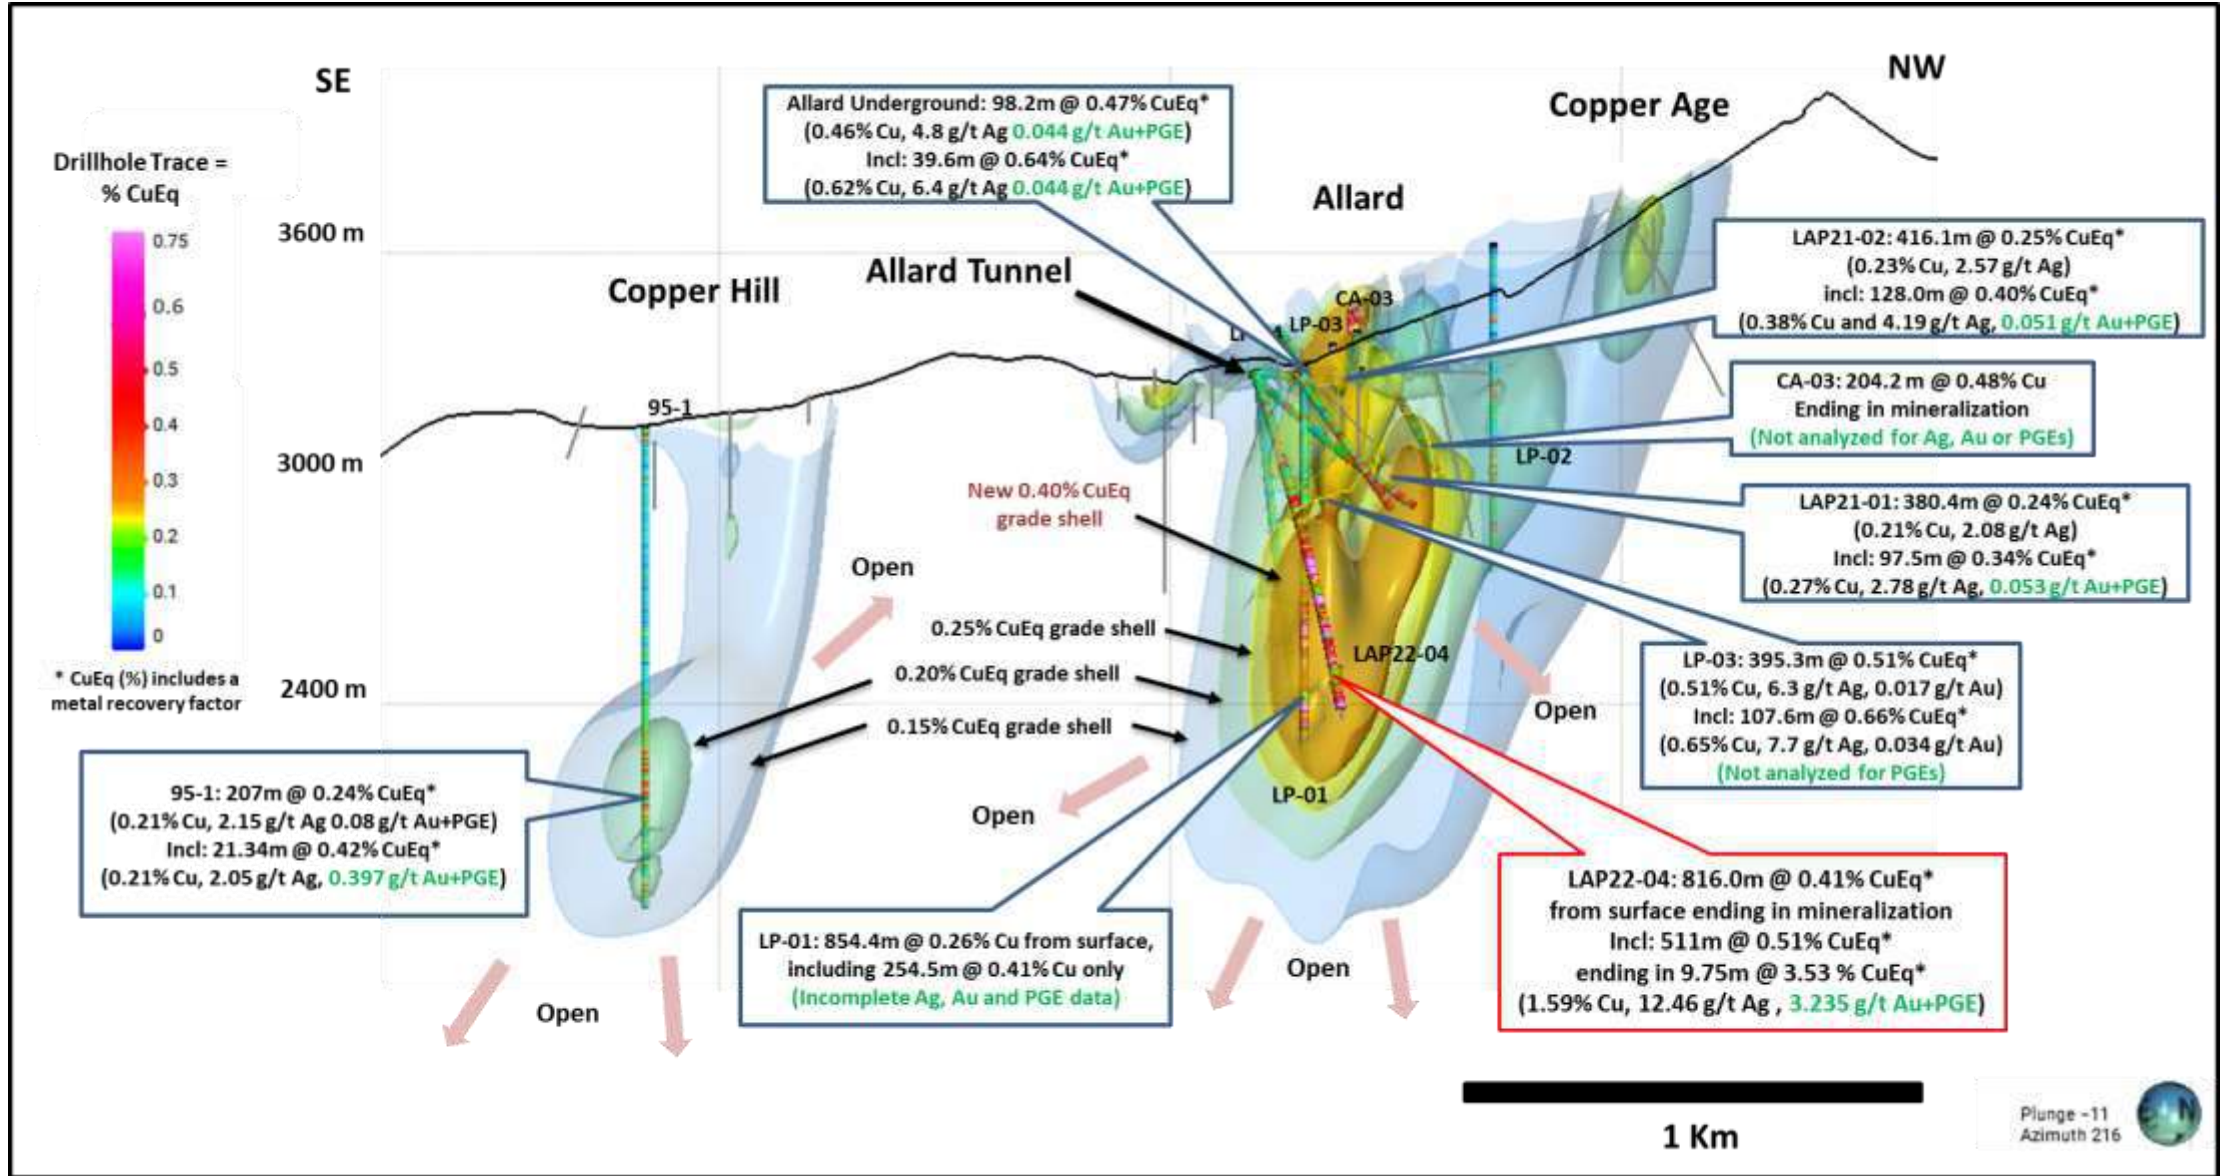 SE
NW
Copper Age
Allard
Allard Tunnel
Copper Hill
Drillhole Trace =
% CuEq
0.75
0.6
0.5
0.4
0.3
0.2
0.1
0
* CuEq (%) includes a
metal recovery factor
3600 m
3000 m
2400 m
Allard Underground: 98.2m @ 0.47% CuEq*
(0.46% Cu, 4.8 g/t Ag 0.044 g/t Au+PGE)
Incl: 39.6m @ 0.64% CuEq*
(0.62% Cu, 6.4 g/t Ag 0.044 g/t Au+PGE)
LAP21-02: 416.1m @ 0.25% CuEq*
(0.23% Cu, 2.57 g/t Ag)
incl: 128.0m @ 0.40% CuEq*
(0.38% Cu and 4.19 g/t Ag, 0.051 g/t Au+PGE)
CA-03: 204.2 m @ 0.48% Cu
Ending in mineralization
(Not analyzed for Ag, Au or PGEs)
LAP21-01: 380.4m @ 0.24% CuEq*
(0.21% Cu, 2.08 g/t Ag)
Incl: 97.5m @ 0.34% CuEq*
(0.27% Cu, 2.78 g/t Ag, 0.053 g/t Au+PGE)
LP-03: 395.3m @ 0.51% CuEq*
(0.51% Cu, 6.3 g/t Ag, 0.017 g/t Au)
Incl: 107.6m @ 0.66% CuEq*
(0.65% Cu, 7.7 g/t Ag, 0.034 g/t Au)
(Not analyzed for PGEs)
LAP22-04: 816.0m @ 0.41% CuEq*
from surface ending in mineralization
Incl: 511m @ 0.51% CuEq*
ending in 9.75m @ 3.53 % CuEq*
(1.59% Cu, 12.46 g/t Ag , 3.235 g/t Au+PGE)
LP-01: 854.4m @ 0.26% Cu from surface,
including 254.5m @ 0.41% Cu only
(Incomplete Ag, Au and PGE data)
95-1: 207m @ 0.24% CuEq*
(0.21% Cu, 2.15 g/t Ag 0.08 g/t Au+PGE)
Incl: 21.34m @ 0.42% CuEq*
(0.21% Cu, 2.05 g/t Ag, 0.397 g/t Au+PGE)
95-1
CA-03
LP-03
LP-02
LAP22-04
LP-01
New 0.40% CuEq
grade shell
0.25% CuEq grade shell
0.20% CuEq grade shell
0.15% CuEq grade shell
Open
Open
Open
Open
Open
1 Km
Plunge -11
Azimuth 216
N